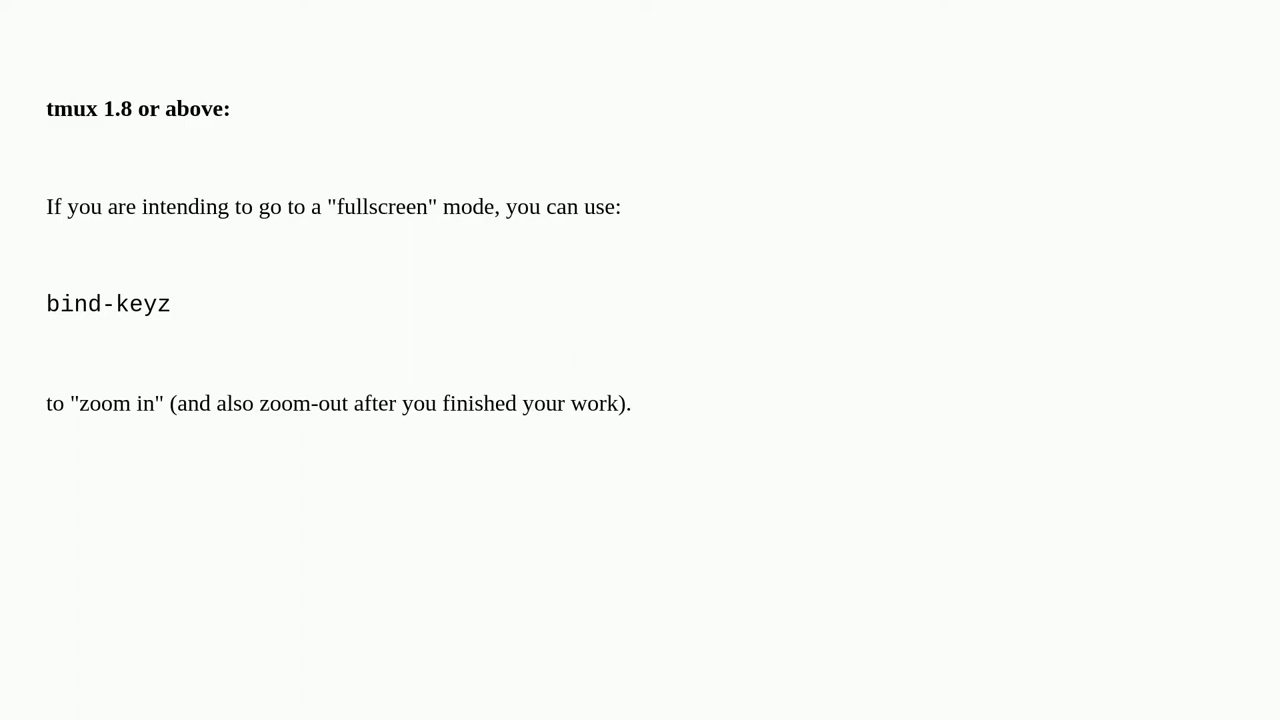 tmux 1.8 or above:
If you are intending to go to a "fullscreen" mode, you can use:
bind-keyz
to "zoom in" (and also zoom-out after you finished your work).